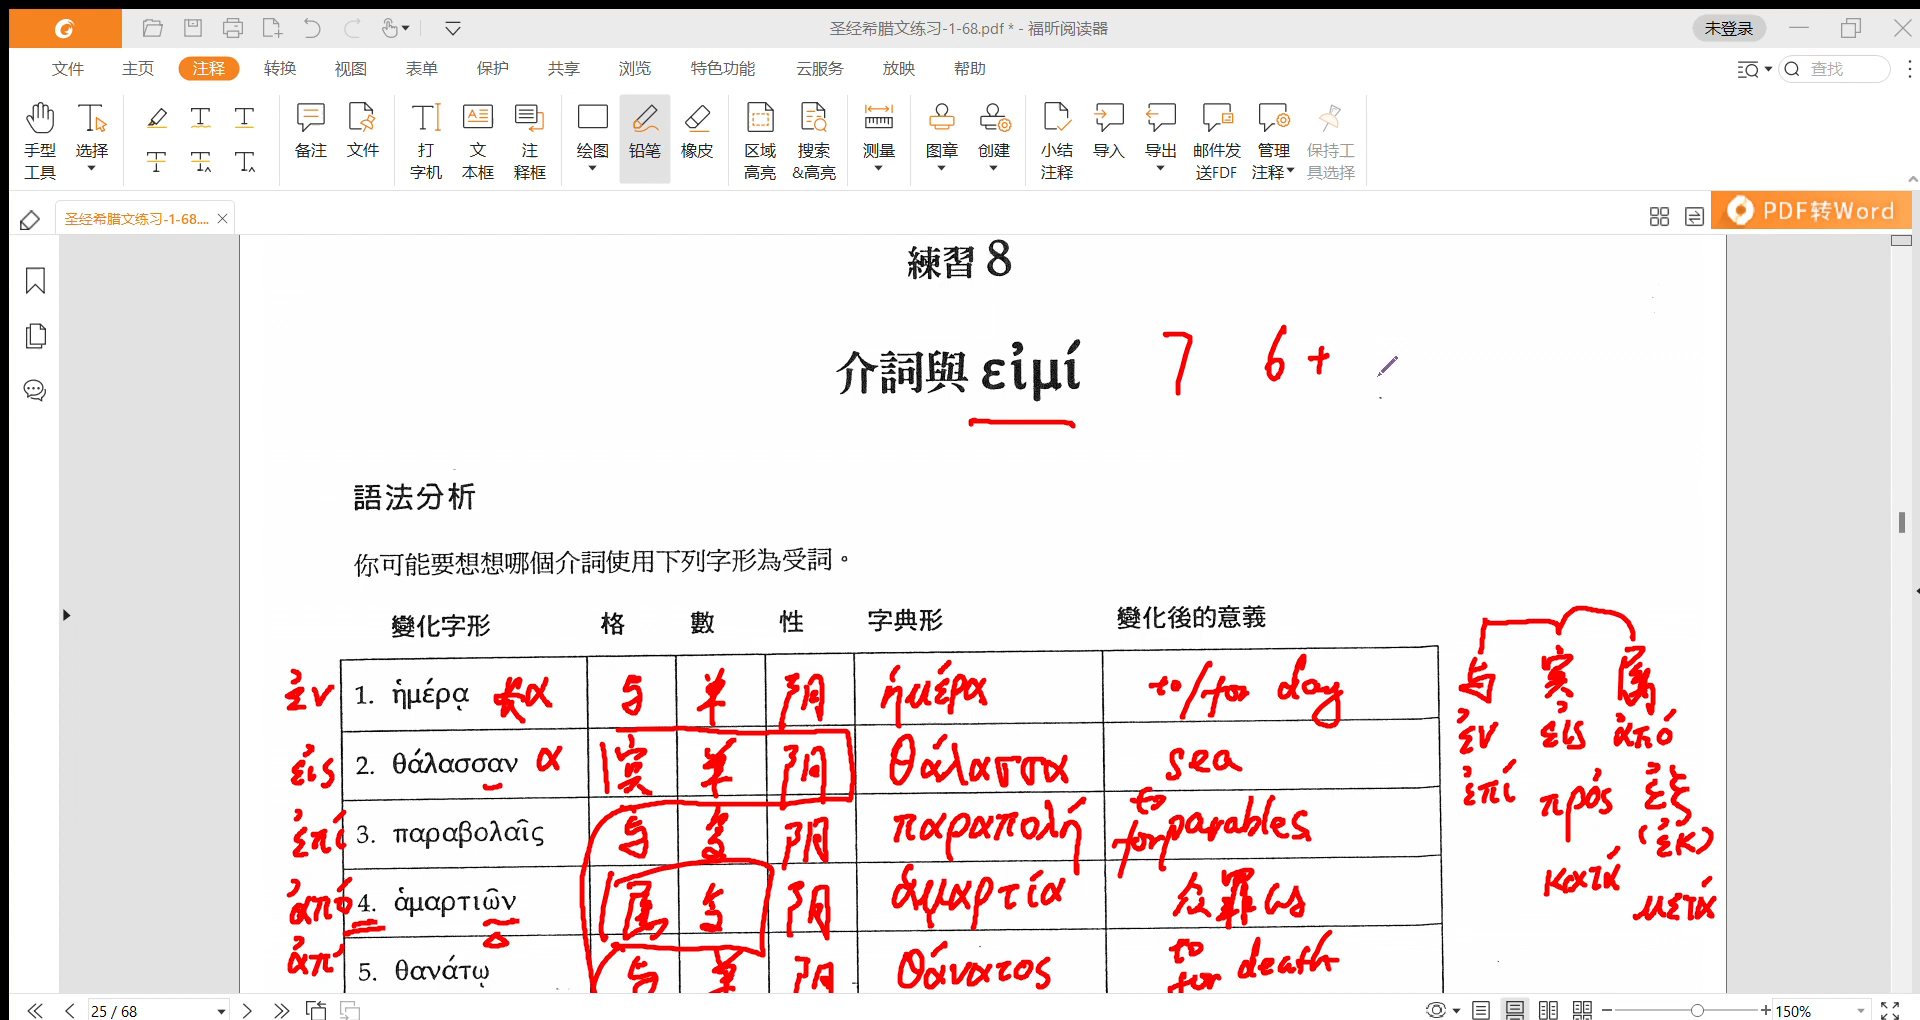 圣经希腊文练习-1-68.pdf * - 福昕阅读器
未登录
文件 主页 注释 转换 视图 表单 保护 共享 浏览 特色功能 云服务 放映 帮助
查找
手型工具 选择 备注 文件 打字机 文本框 注释框 绘图 铅笔 橡皮 区域高亮 搜索&高亮 测量 图章 创建 小结注释 导入 导出 邮件发送FDF 管理注释 保持工具选择
圣经希腊文练习-1-68....
PDF转Word
練習 8
介詞與 εἰμί 7 6 +
語法分析
你可能要想想哪個介詞使用下列字形為受詞。
變化字形 格 數 性 字典形 變化後的意義
ἐν 1. ἡμέρᾳ α 与 单 阴 ἡμέρα to/for day
εἰς 2. θάλασσαν α 宾 单 阴 θάλασσα sea
ἐπί 3. παραβολαῖς 与 多 阴 παραπολή to for parables
ἀπό 4. ἁμαρτιῶν 属 多 阴 ἁμαρτία 众罪 ωs
ἀπ' 5. θανάτῳ 与 单 阴 θάνατος to for death
与 宾 属
ἐν εἰς ἀπό
ἐπί πρός ἐξ
(ἐκ)
κατά
μετά
25 / 68
150%